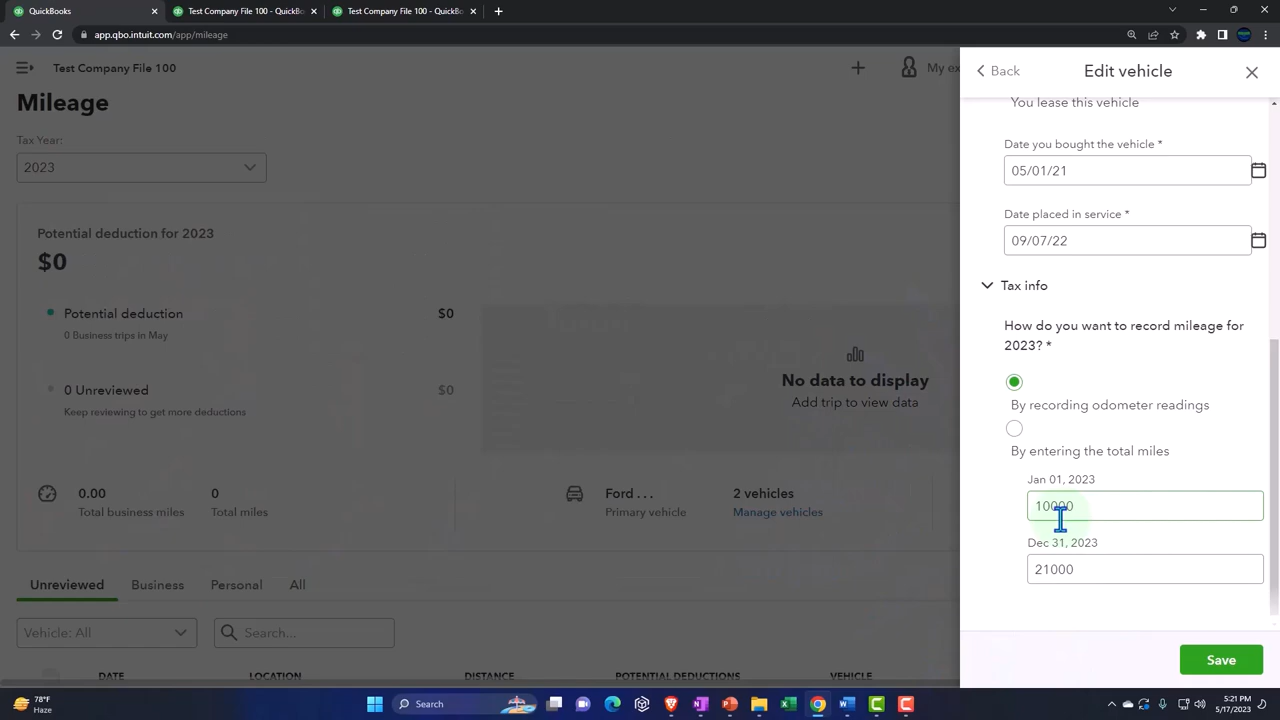 QuickBooks
Test Company File 100 - QuickBo
Test Company File 100 - QuickBo
app.qbo.intuit.com/app/mileage
Test Company File 100
My ex
Back
Edit vehicle
Mileage
You lease this vehicle
Tax Year:
2023
Date you bought the vehicle *
05/01/21
Date placed in service *
09/07/22
Potential deduction for 2023
$0
Tax info
Potential deduction
$0
0 Business trips in May
How do you want to record mileage for
2023? *
No data to display
Add trip to view data
0 Unreviewed
$0
Keep reviewing to get more deductions
By recording odometer readings
By entering the total miles
0.00
Total business miles
0
Total miles
Ford . . .
Primary vehicle
2 vehicles
Manage vehicles
Jan 01, 2023
10000
Dec 31, 2023
21000
Unreviewed
Business
Personal
All
Vehicle: All
Search...
Save
DATE
LOCATION
DISTANCE
POTENTIAL DEDUCTIONS
VEHICLE
78°F
Haze
Search
5:21 PM
5/17/2023